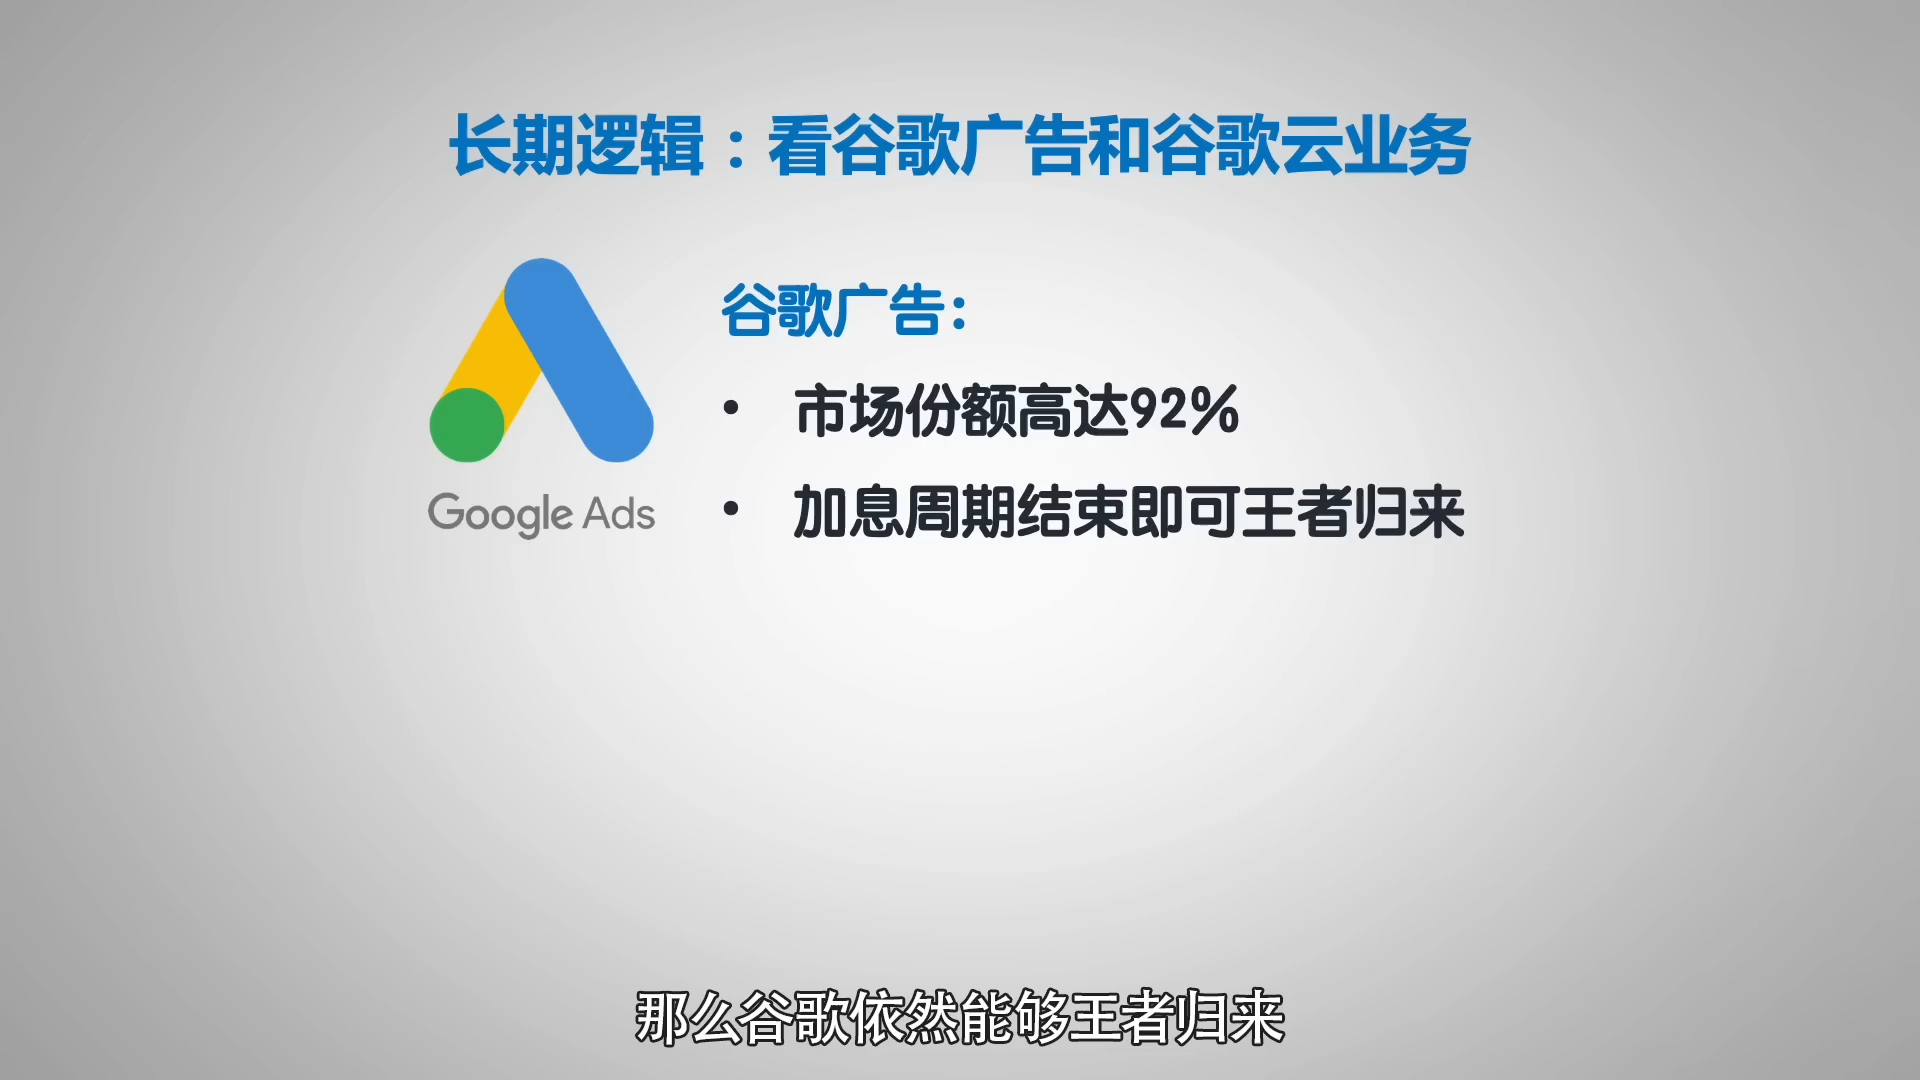 长期逻辑：看谷歌广告和谷歌云业务
谷歌广告：
• 市场份额高达92%
• 加息周期结束即可王者归来
Google Ads
那么谷歌依然能够王者归来